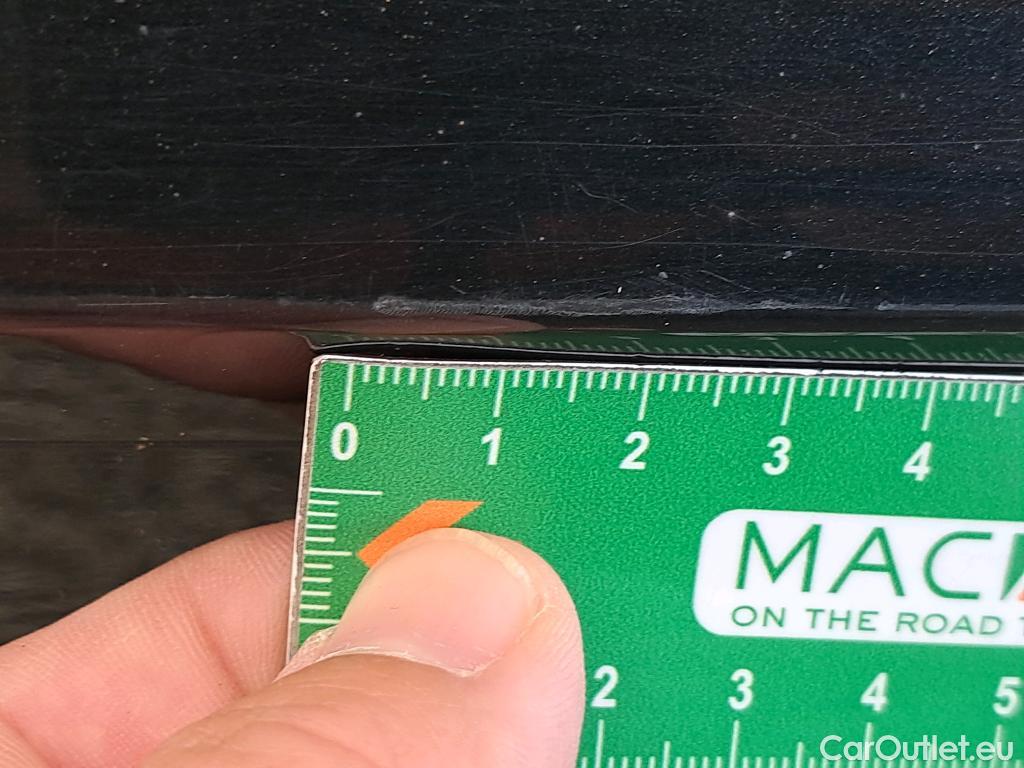 0 1 2 3 4
MAC
ON THE ROAD
2 3 4 5
CarOutlet.eu